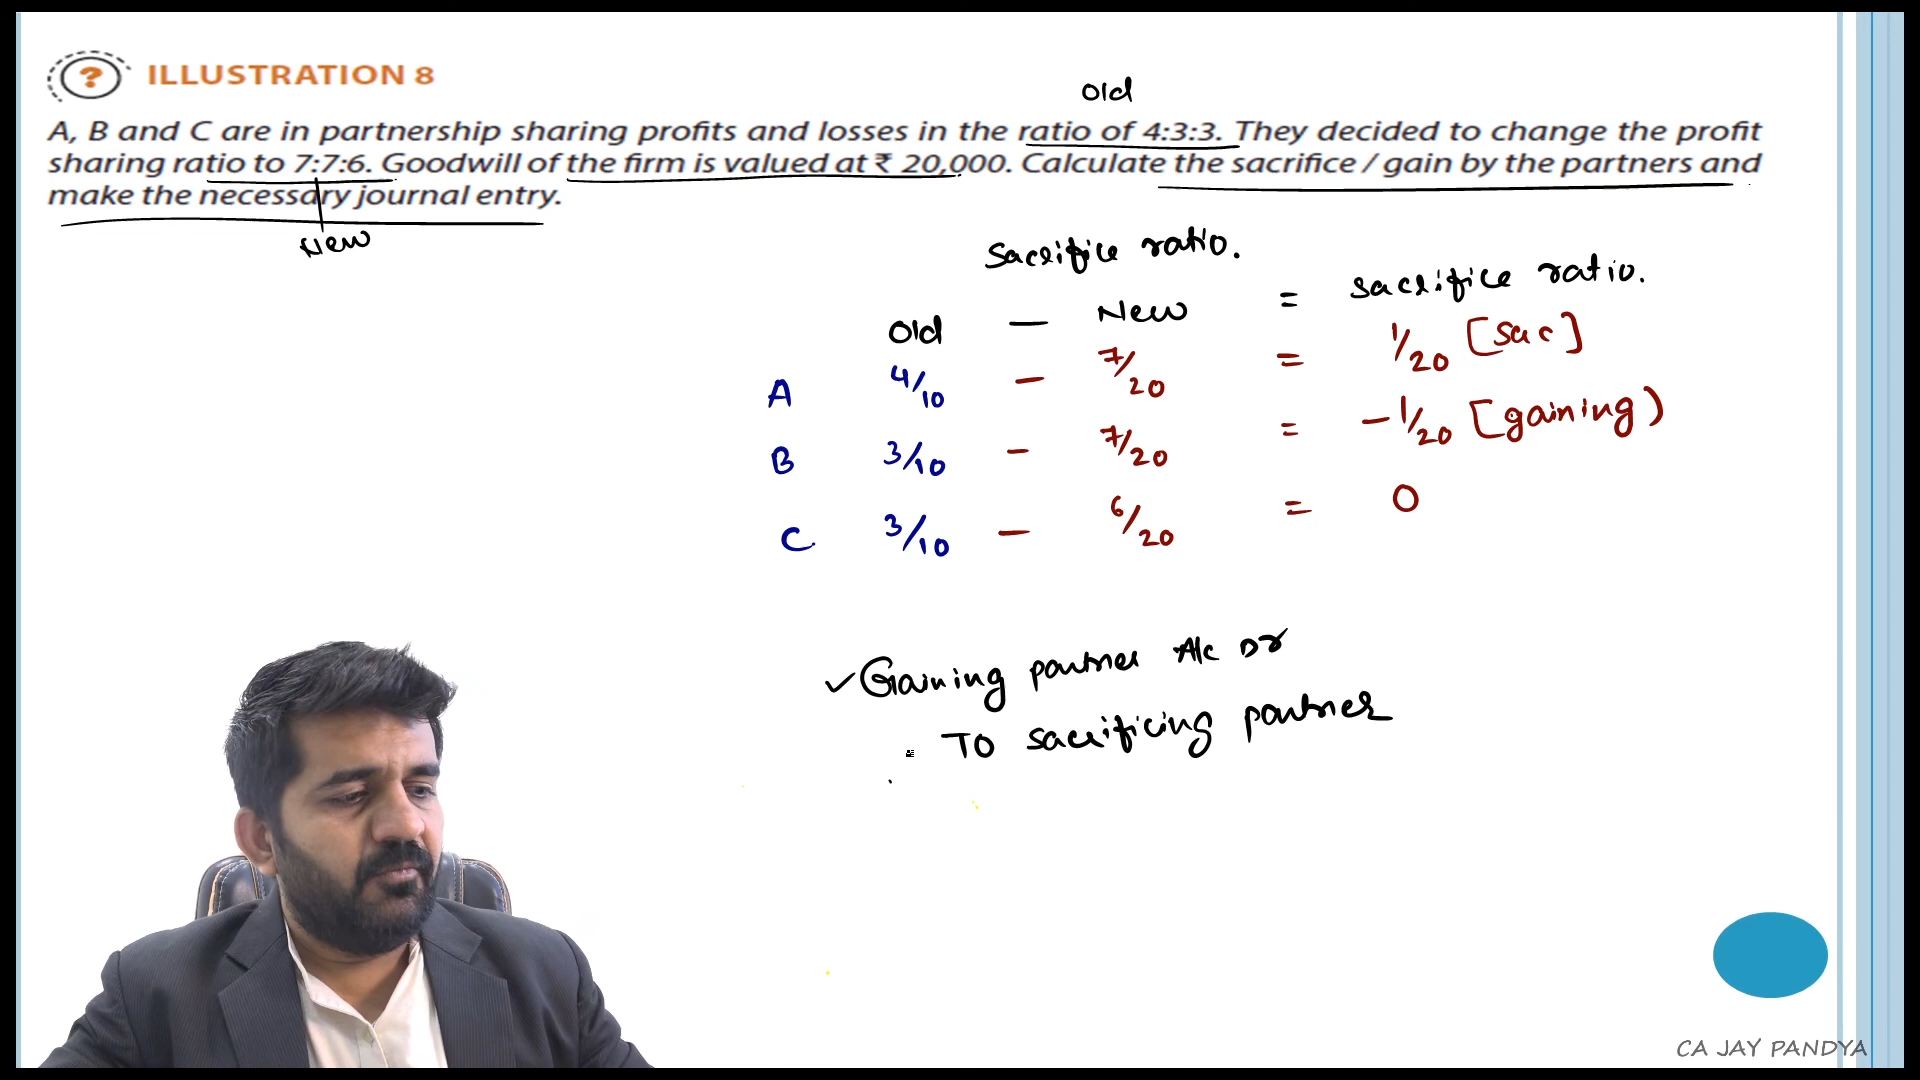 ? ILLUSTRATION 8
Old
A, B and C are in partnership sharing profits and losses in the ratio of 4:3:3. They decided to change the profit
sharing ratio to 7:7:6. Goodwill of the firm is valued at ₹ 20,000. Calculate the sacrifice / gain by the partners and
make the necessary journal entry.
New
Sacrifice ratio.
Old — New = Sacrifice ratio.
A 4/10 — 7/20 = 1/20 [Sac]
B 3/10 — 7/20 = -1/20 [gaining)
C 3/10 — 6/20 = 0
✓ Gaining partner A/c Dr
To sacrificing partner
CA JAY PANDYA